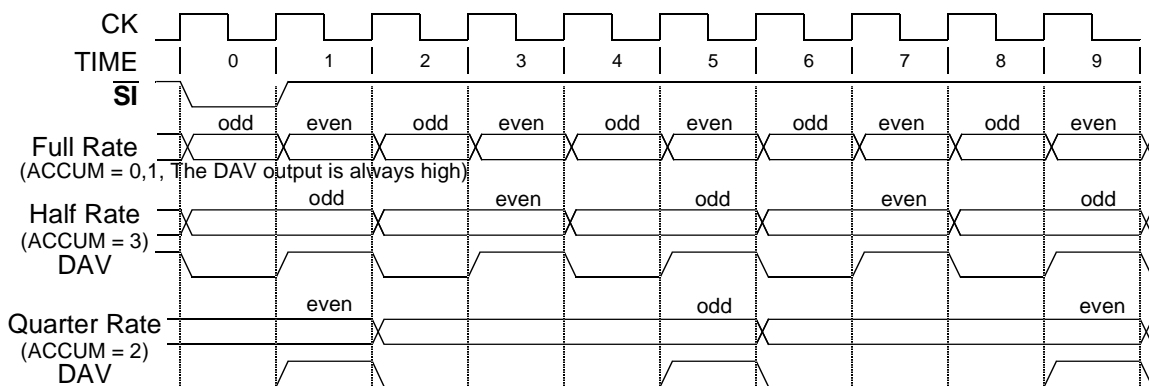 CK
TIME 0 1 2 3 4 5 6 7 8 9
SI
odd even odd even odd even odd even odd even
Full Rate
(ACCUM = 0,1, The DAV output is always high)
odd even odd even odd
Half Rate
(ACCUM = 3)
DAV
even odd even
Quarter Rate
(ACCUM = 2)
DAV